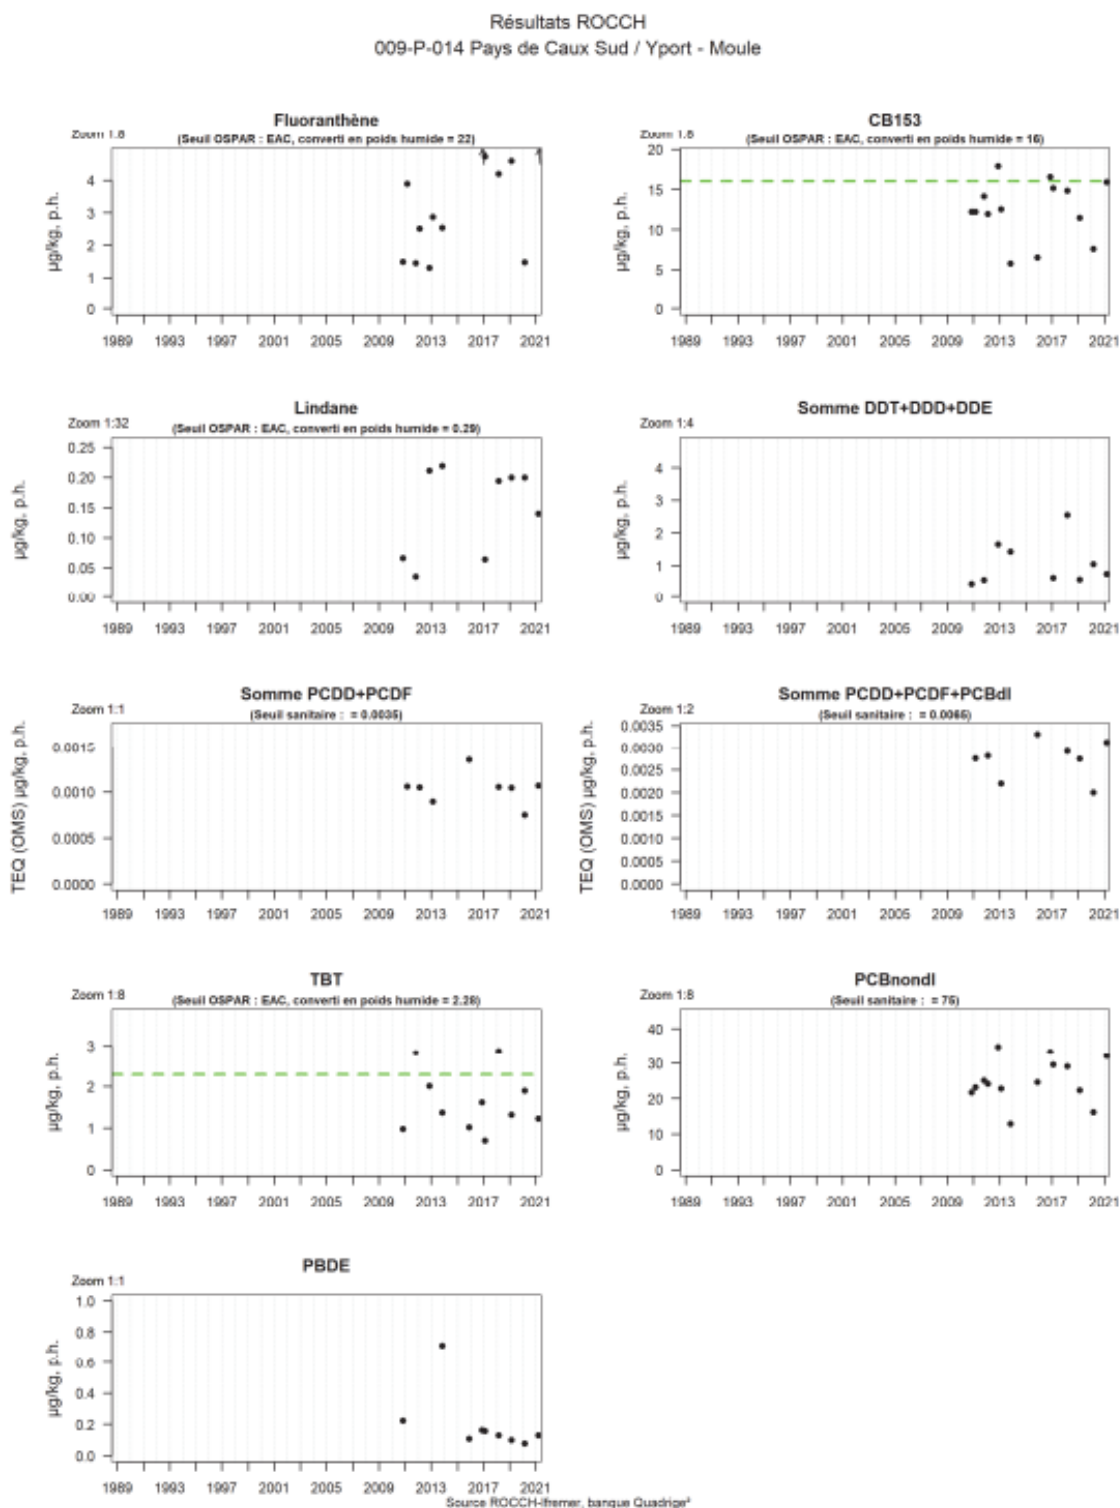 Résultats ROCCH
009-P-014 Pays de Caux Sud / Yport - Moule
Fluoranthène
Zoom 1:8
(Seuil OSPAR : EAC, converti en poids humide = 22)
µg/kg, p.h.
4
3
2
1
0
1989 1993 1997 2001 2005 2009 2013 2017 2021
CB153
Zoom 1:8
(Seuil OSPAR : EAC, converti en poids humide = 16)
µg/kg, p.h.
20
15
10
5
0
1989 1993 1997 2001 2005 2009 2013 2017 2021
Lindane
Zoom 1:32
(Seuil OSPAR : EAC, converti en poids humide = 0.29)
µg/kg, p.h.
0.25
0.20
0.15
0.10
0.05
0.00
1989 1993 1997 2001 2005 2009 2013 2017 2021
Somme DDT+DDD+DDE
Zoom 1:4
µg/kg, p.h.
4
3
2
1
0
1989 1993 1997 2001 2005 2009 2013 2017 2021
Somme PCDD+PCDF
Zoom 1:1
(Seuil sanitaire : = 0.0035)
TEQ (OMS) µg/kg, p.h.
0.0015
0.0010
0.0005
0.0000
1989 1993 1997 2001 2005 2009 2013 2017 2021
Somme PCDD+PCDF+PCBdl
Zoom 1:2
(Seuil sanitaire : = 0.0065)
TEQ (OMS) µg/kg, p.h.
0.0035
0.0030
0.0025
0.0020
0.0015
0.0010
0.0005
0.0000
1989 1993 1997 2001 2005 2009 2013 2017 2021
TBT
Zoom 1:8
(Seuil OSPAR : EAC, converti en poids humide = 2.28)
µg/kg, p.h.
3
2
1
0
1989 1993 1997 2001 2005 2009 2013 2017 2021
PCBnondl
Zoom 1:8
(Seuil sanitaire : = 75)
µg/kg, p.h.
40
30
20
10
0
1989 1993 1997 2001 2005 2009 2013 2017 2021
PBDE
Zoom 1:1
µg/kg, p.h.
1.0
0.8
0.6
0.4
0.2
0.0
1989 1993 1997 2001 2005 2009 2013 2017 2021
Source ROCCH-Ifremer, banque Quadrige²